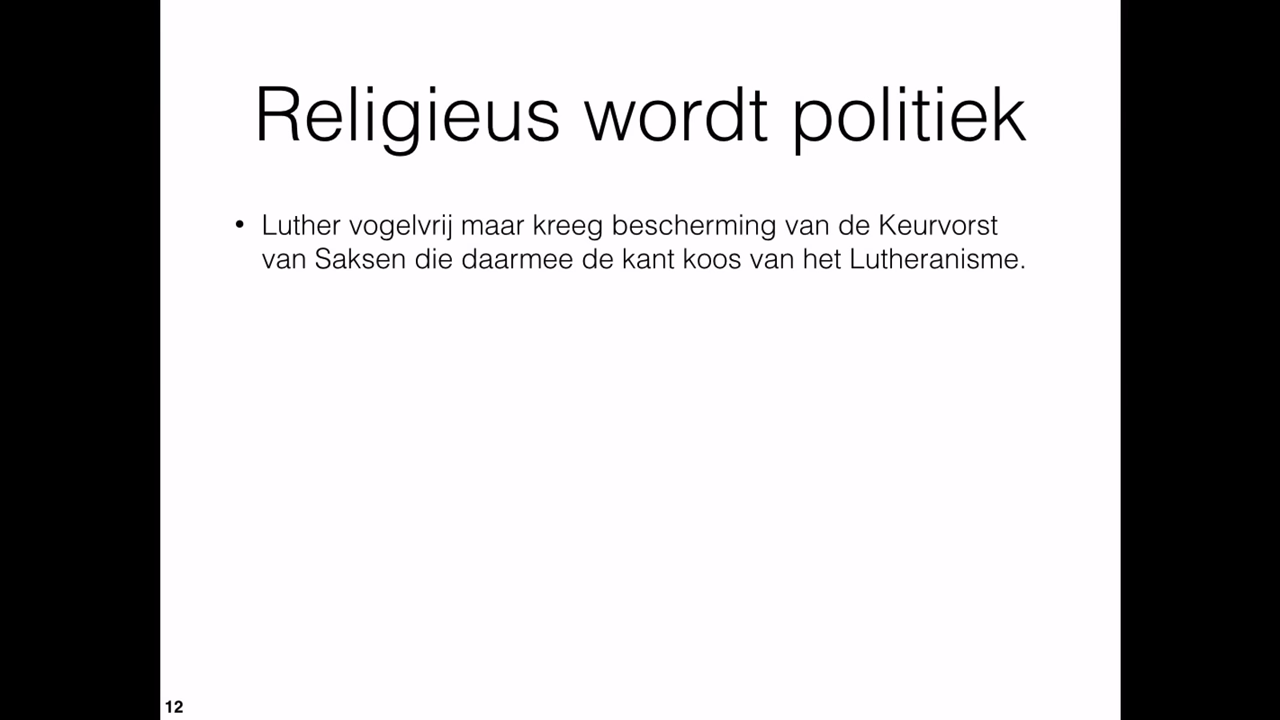 Religieus wordt politiek
• Luther vogelvrij maar kreeg bescherming van de Keurvorst
van Saksen die daarmee de kant koos van het Lutheranisme.
12